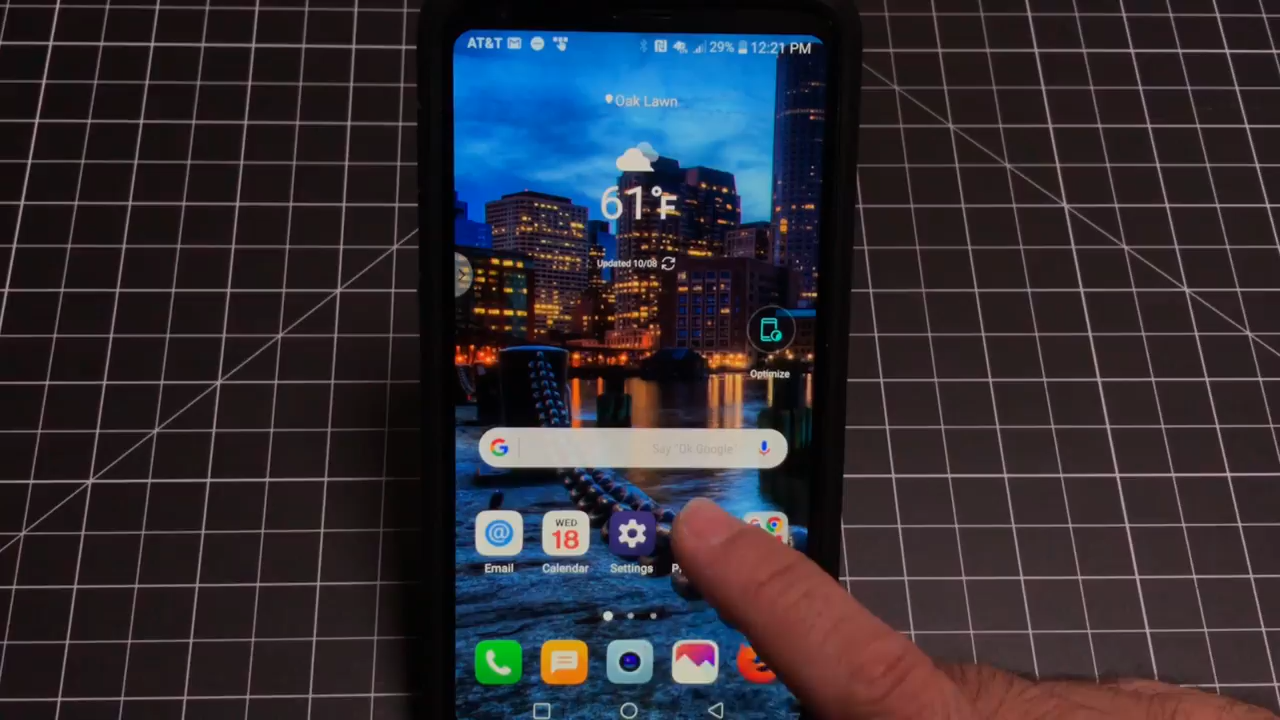 AT&T 29% 12:21 PM
Oak Lawn
61°F
Updated 10/08
Optimize
Say "Ok Google"
WED
18
Email Calendar Settings